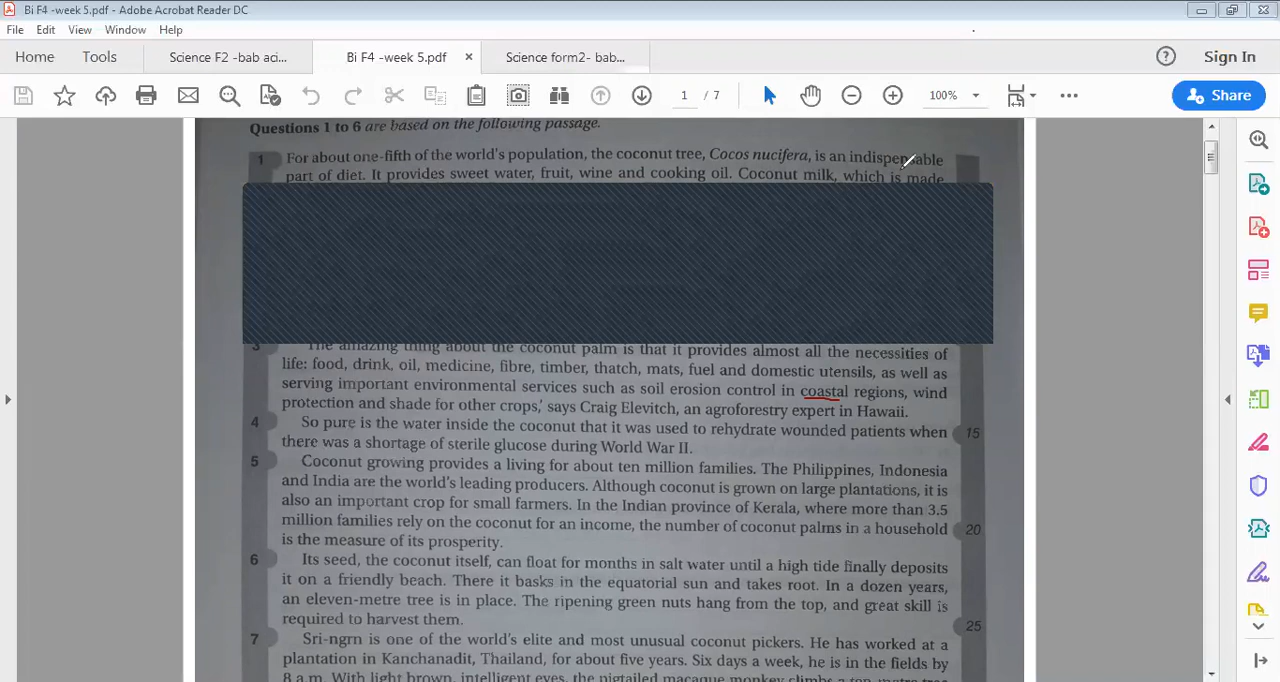 Bi F4 -week 5.pdf - Adobe Acrobat Reader DC
File Edit View Window Help
Home Tools Science F2 -bab aci... Bi F4 -week 5.pdf × Science form2- bab... Sign In
1 / 7 100% Share
Questions 1 to 6 are based on the following passage.
1 For about one-fifth of the world's population, the coconut tree, Cocos nucifera, is an indispensable
part of diet. It provides sweet water, fruit, wine and cooking oil. Coconut milk, which is made
3 'The amazing thing about the coconut palm is that it provides almost all the necessities of
life: food, drink, oil, medicine, fibre, timber, thatch, mats, fuel and domestic utensils, as well as
serving important environmental services such as soil erosion control in coastal regions, wind
protection and shade for other crops,' says Craig Elevitch, an agroforestry expert in Hawaii.
4 So pure is the water inside the coconut that it was used to rehydrate wounded patients when 15
there was a shortage of sterile glucose during World War II.
5 Coconut growing provides a living for about ten million families. The Philippines, Indonesia
and India are the world's leading producers. Although coconut is grown on large plantations, it is
also an important crop for small farmers. In the Indian province of Kerala, where more than 3.5
million families rely on the coconut for an income, the number of coconut palms in a household 20
is the measure of its prosperity.
6 Its seed, the coconut itself, can float for months in salt water until a high tide finally deposits
it on a friendly beach. There it basks in the equatorial sun and takes root. In a dozen years,
an eleven-metre tree is in place. The ripening green nuts hang from the top, and great skill is
required to harvest them. 25
7 Sri-ngrn is one of the world's elite and most unusual coconut pickers. He has worked at a
plantation in Kanchanadit, Thailand, for about five years. Six days a week, he is in the fields by
8 a.m. With light brown, intelligent eyes, the pigtailed macaque monkey climbs a ten-metre tree